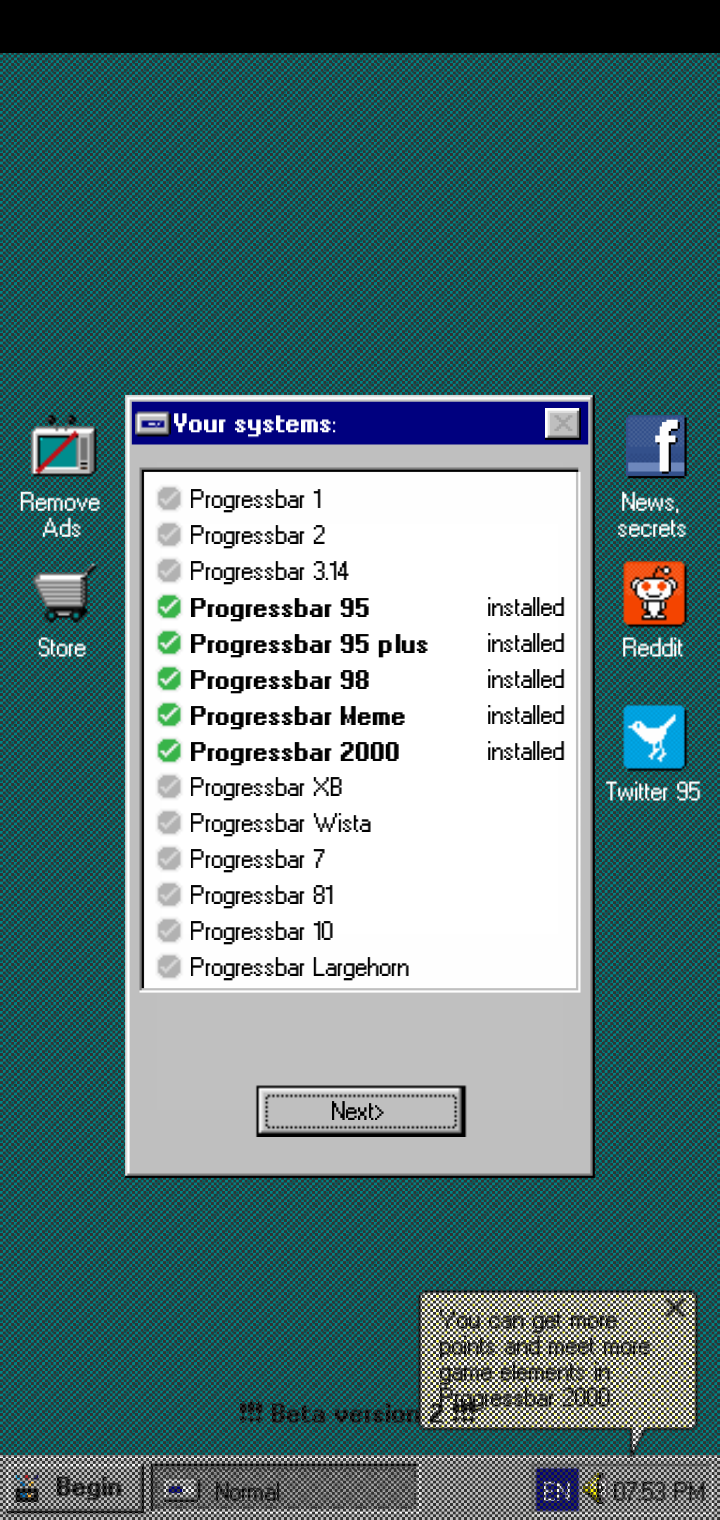 Your systems:
Progressbar 1
Progressbar 2
Progressbar 3.14
Progressbar 95 installed
Progressbar 95 plus installed
Progressbar 98 installed
Progressbar Meme installed
Progressbar 2000 installed
Progressbar XB
Progressbar Wista
Progressbar 7
Progressbar 81
Progressbar 10
Progressbar Largehorn
Next>
Remove
Ads
Store
News,
secrets
Reddit
Twitter 95
You can get more
points and meet more
game elements in
Progressbar 2000
!!! Beta version 2 !!!
Begin
Normal
EN
07:53 PM